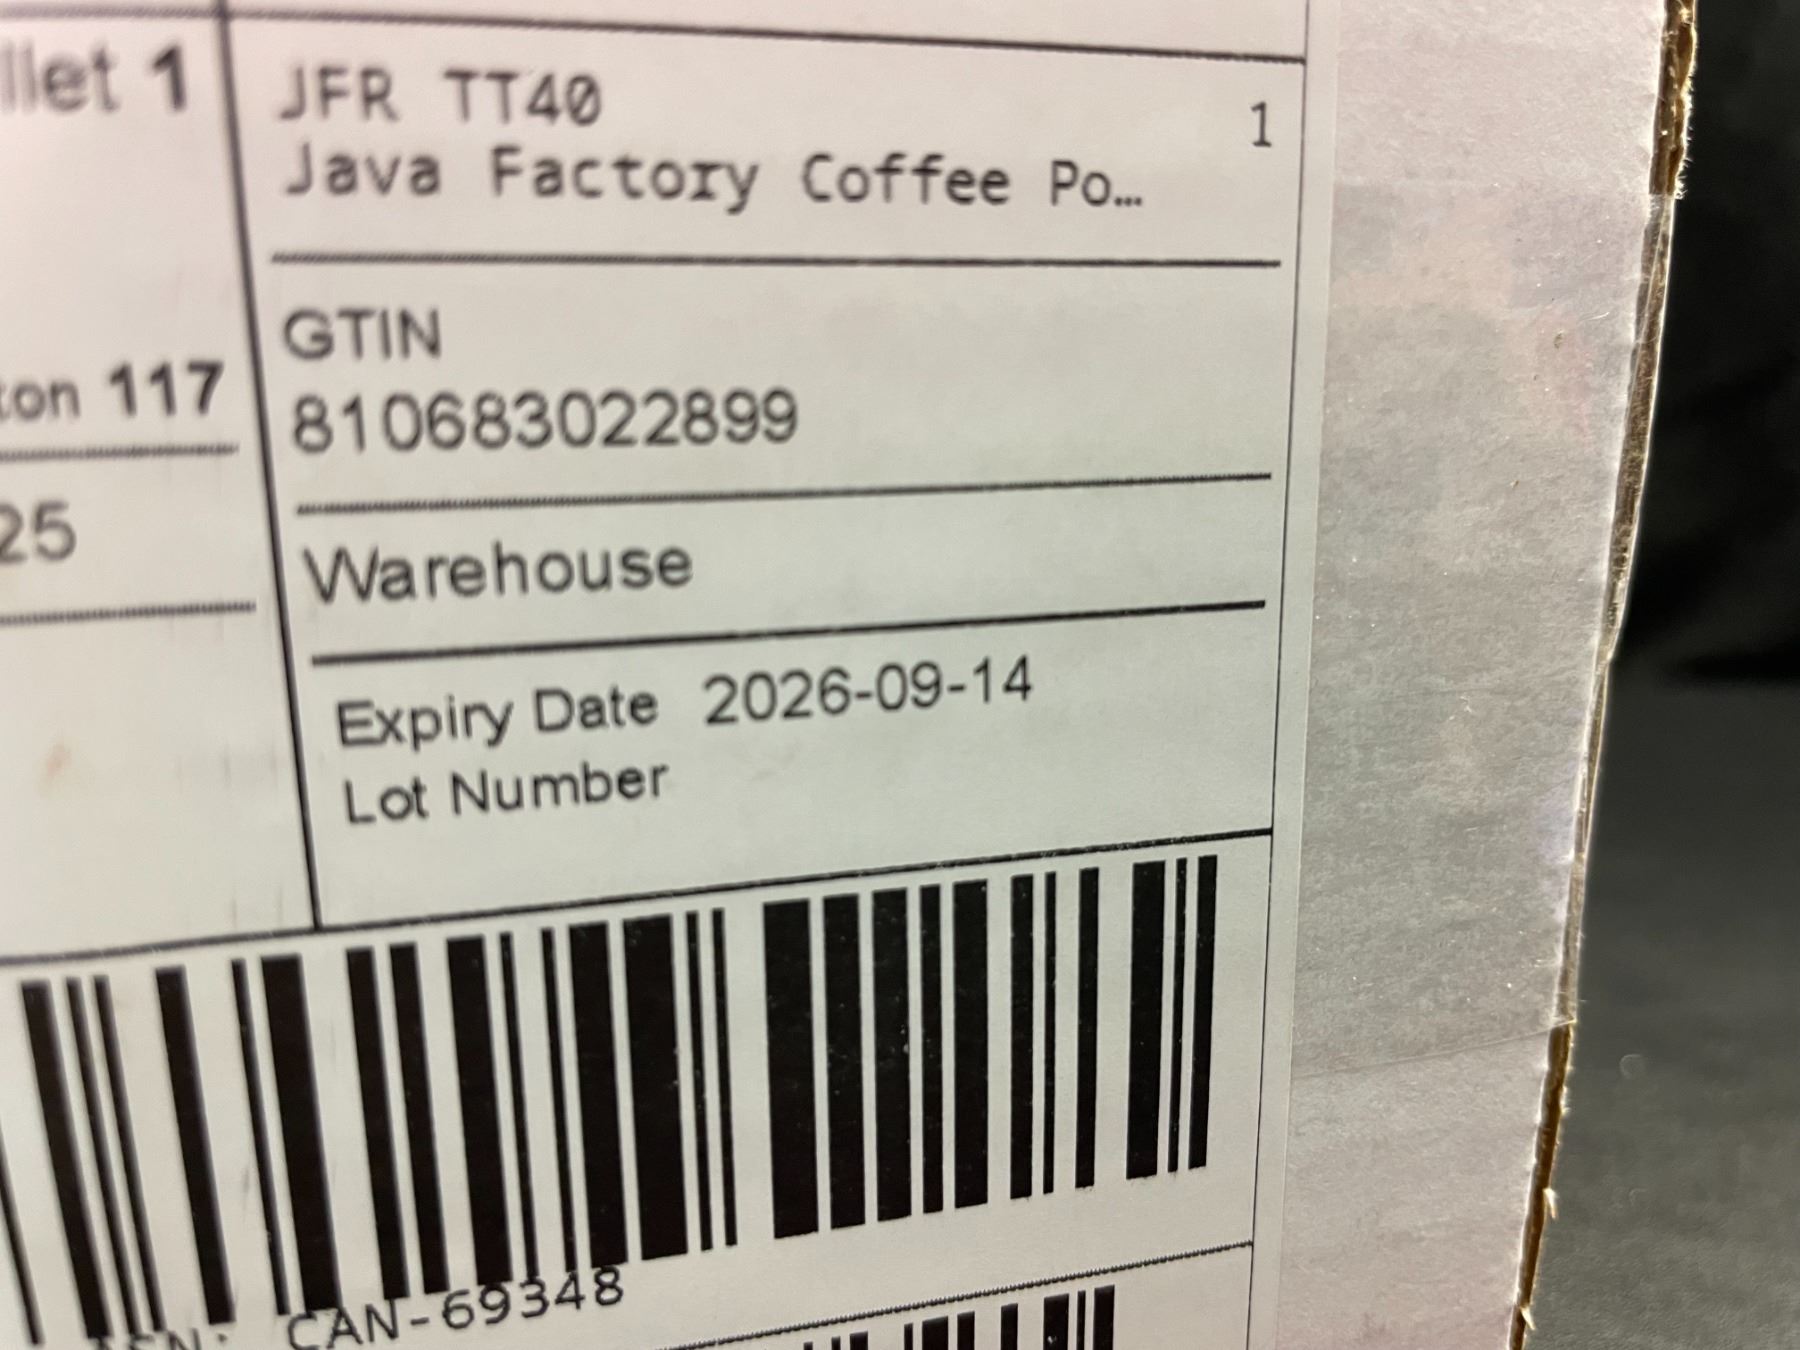 llet 1
JFR TT40
1
Java Factory Coffee Po…
GTIN
ton 117
810683022899
25
Warehouse
Expiry Date 2026-09-14
Lot Number
CAN-69348